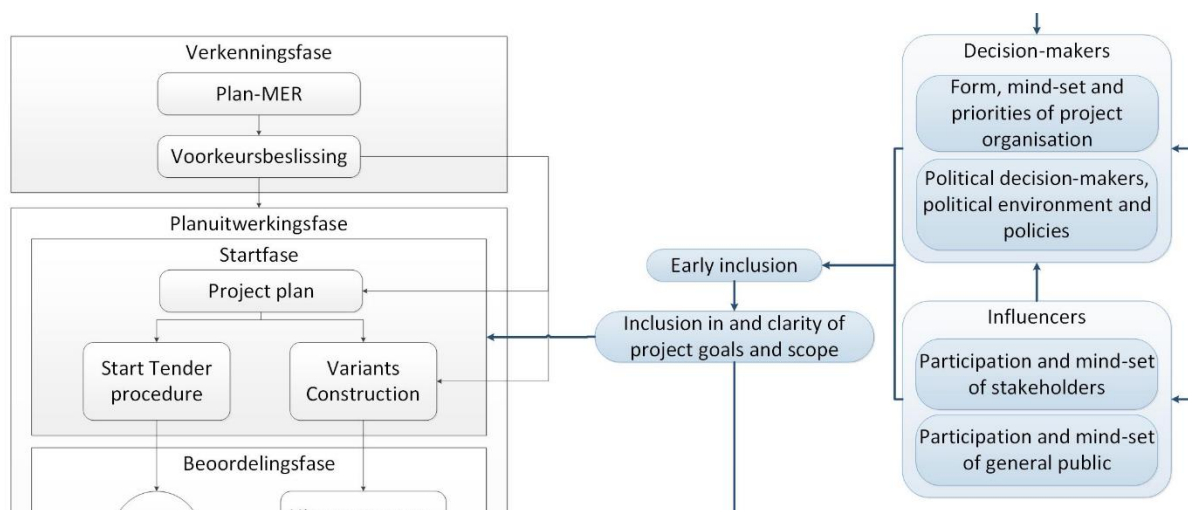 Verkenningsfase
Plan-MER
Voorkeursbeslissing
Planuitwerkingsfase
Startfase
Project plan
Start Tender
procedure
Variants
Construction
Beoordelingsfase
Early inclusion
Inclusion in and clarity of
project goals and scope
Decision-makers
Form, mind-set and
priorities of project
organisation
Political decision-makers,
political environment and
policies
Influencers
Participation and mind-set
of stakeholders
Participation and mind-set
of general public